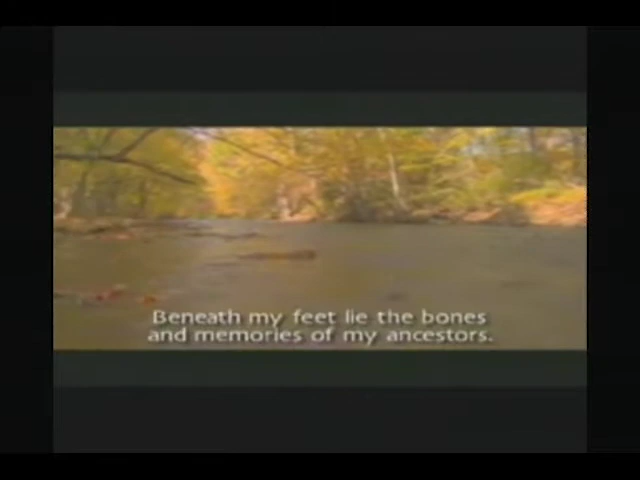 Beneath my feet lie the bones
and memories of my ancestors.